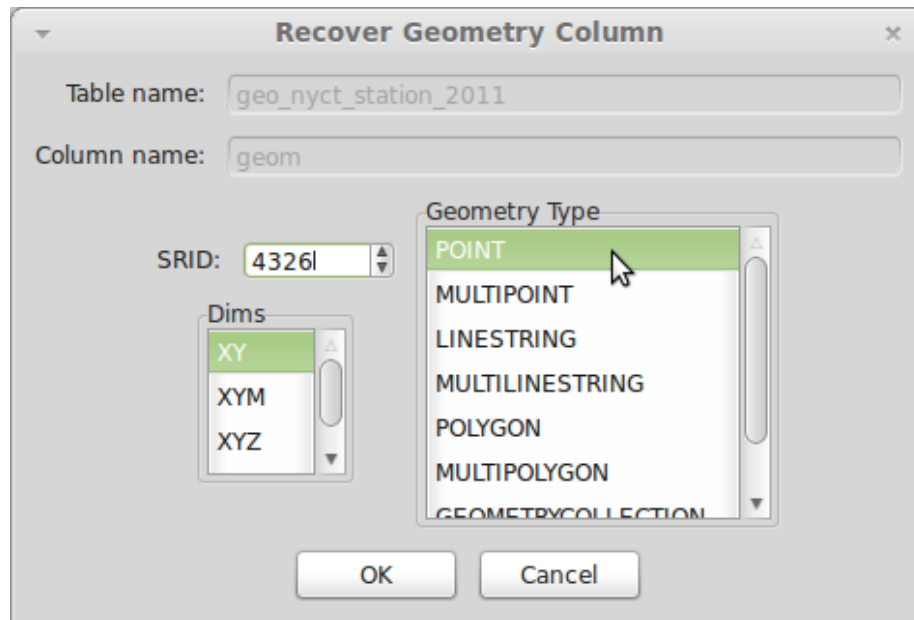 Recover Geometry Column
Table name: geo_nyct_station_2011
Column name: geom
SRID: 4326
Dims
XY
XYM
XYZ
Geometry Type
POINT
MULTIPOINT
LINESTRING
MULTILINESTRING
POLYGON
MULTIPOLYGON
GEOMETRYCOLLECTION
OK Cancel